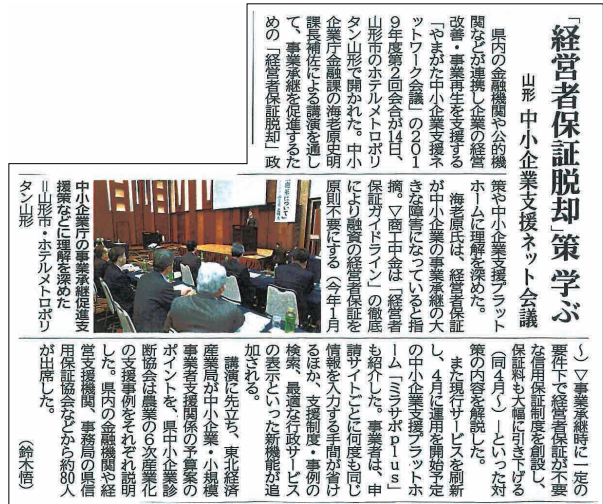 「経営者保証脱却」策 学ぶ
山形 中小企業支援ネット会議
県内の金融機関や公的機
関などが連携し企業の経営
改善・事業再生を支援する
「やまがた中小企業支援ネ
ットワーク会議」の201
9年度第2回会合が14日、
山形市のホテルメトロポリ
タン山形で開かれた。中小
企業庁金融課の海老原史明
課長補佐による講演を通し
て、事業承継を促進するた
めの「経営者保証脱却」政
策や中小企業支援プラット
ホームに理解を深めた。
海老原氏は、経営者保証
が中小企業の事業承継の大
きな障害になっていると指
摘。▽商工中金は「経営者
保証ガイドライン」の徹底
により融資の経営者保証を
原則不要にする（今年1月
中小企業庁の事業承継促進支
援策などに理解を深めた
＝山形市・ホテルメトロポリ
タン山形
～）▽事業承継時に一定の
要件下で経営者保証が不要
な信用保証制度を創設し、
保証料も大幅に引き下げる
（同4月～）―といった対
策の内容を解説した。
また現行サービスを刷新
し、4月に運用を開始予定
の中小企業支援プラットホ
ーム「ミラサポplus」
も紹介した。事業者は、申
請サイトごとに何度も同じ
情報を入力する手間が省け
るほか、支援制度・事例の
検索、最適な行政サービス
の表示といった新機能が追
加される。
講演に先立ち、東北経済
産業局が中小企業・小規模
事業者支援関係の予算案の
ポイントを、県中小企業診
断協会は農業の6次産業化
の支援事例をそれぞれ説明
した。県内の金融機関や経
営支援機関、事務局の県信
用保証協会などから約80人
が出席した。
（鈴木悟）